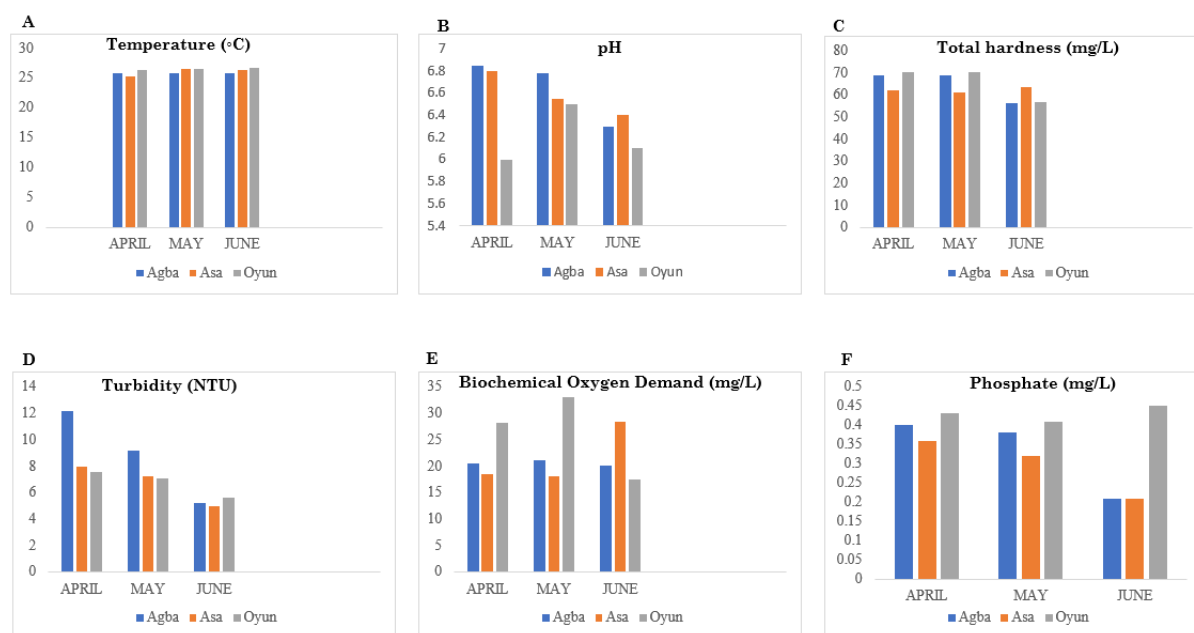 A
Temperature (◦C)
30
25
20
15
10
5
0
APRIL MAY JUNE
Agba Asa Oyun
B
pH
7
6.8
6.6
6.4
6.2
6
5.8
5.6
5.4
APRIL MAY JUNE
Agba Asa Oyun
C
Total hardness (mg/L)
80
70
60
50
40
30
20
10
0
APRIL MAY JUNE
Agba Asa Oyun
D
Turbidity (NTU)
14
12
10
8
6
4
2
0
APRIL MAY JUNE
Agba Asa Oyun
E
Biochemical Oxygen Demand (mg/L)
35
30
25
20
15
10
5
0
APRIL MAY JUNE
Agba Asa Oyun
F
Phosphate (mg/L)
0.5
0.45
0.4
0.35
0.3
0.25
0.2
0.15
0.1
0.05
0
APRIL MAY JUNE
Agba Asa Oyun